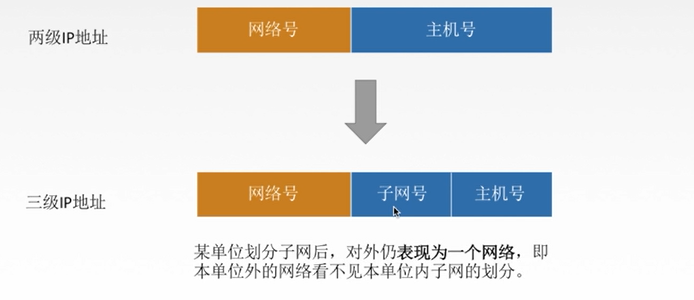 两级IP地址
网络号
主机号
三级IP地址
网络号
子网号
主机号
某单位划分子网后，对外仍表现为一个网络，即
本单位外的网络看不见本单位内子网的划分。